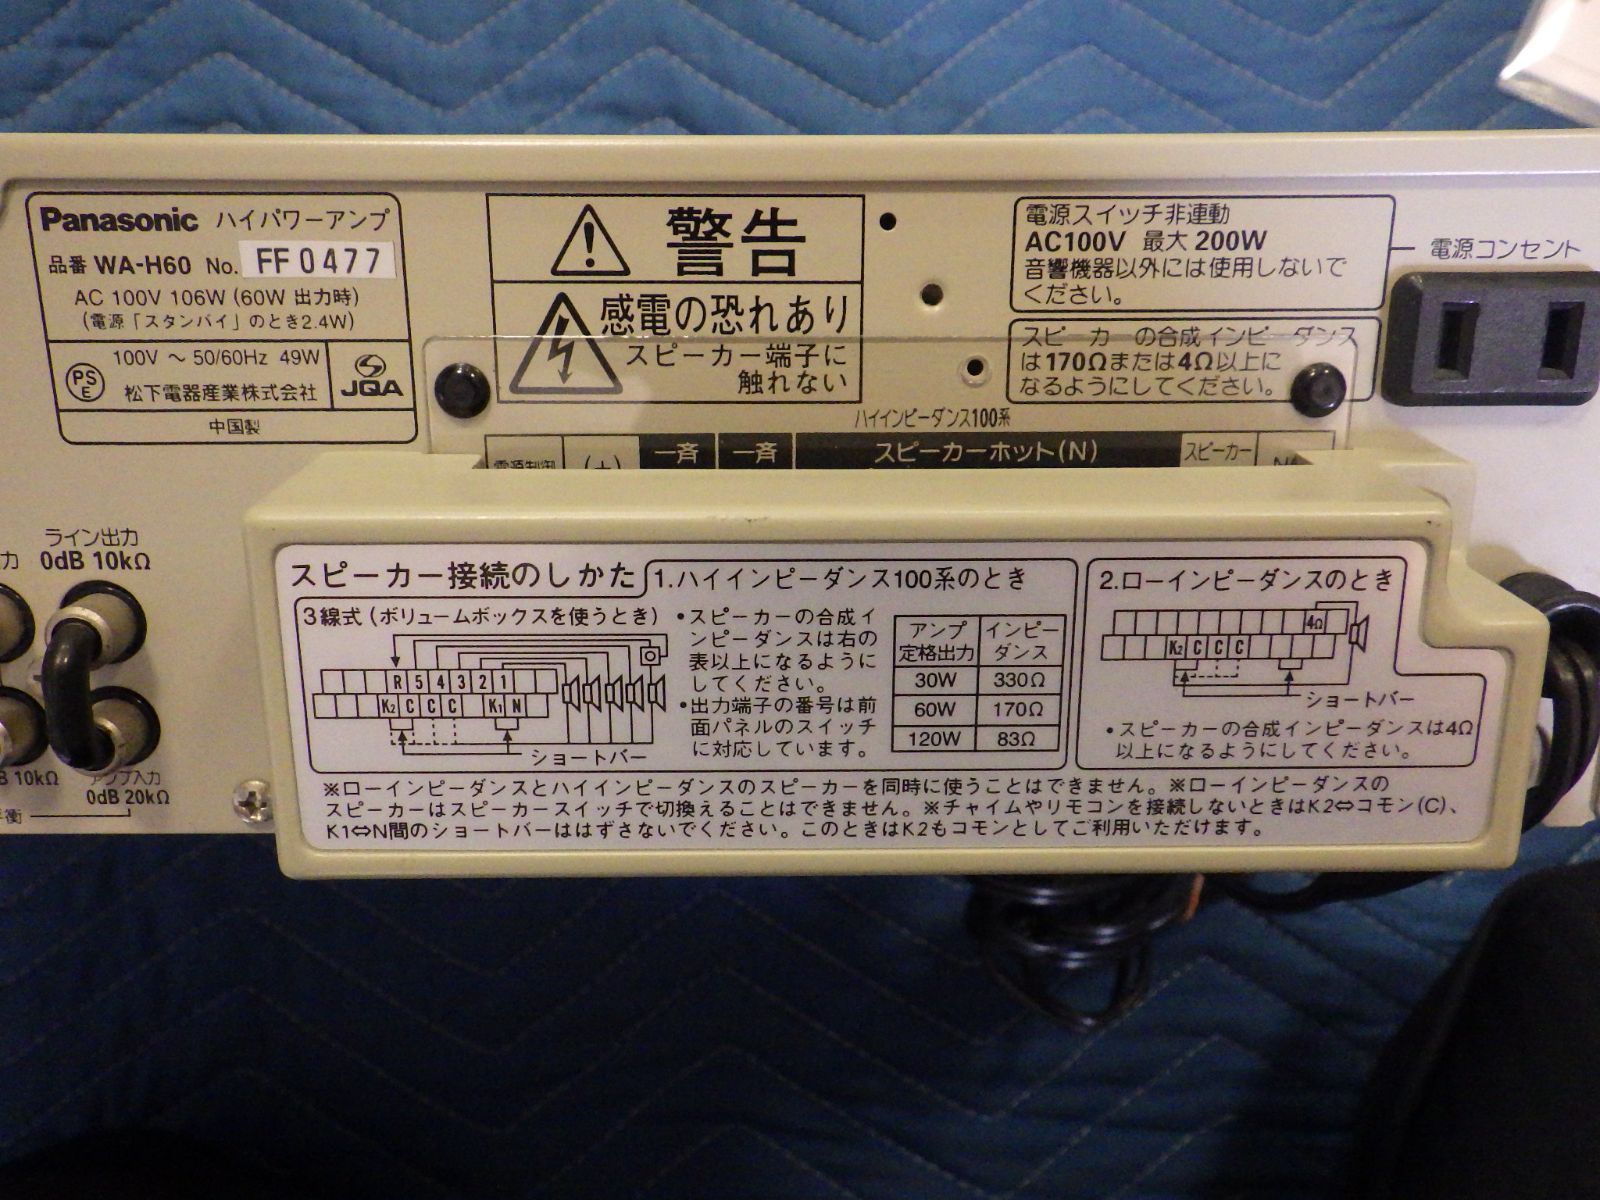 Panasonic ハイパワーアンプ
品番 WA-H60 No. FF0477
AC 100V 106W (60W 出力時)
(電源「スタンバイ」のとき2.4W)
100V ～ 50/60Hz 49W
松下電器産業株式会社
PS
E
JQA
中国製
警告
感電の恐れあり
スピーカー端子に
触れない
電源スイッチ非連動
AC100V 最大 200W
音響機器以外には使用しないで
ください。
電源コンセント
スピーカーの合成インピーダンス
は170Ωまたは4Ω以上に
なるようにしてください。
ハイインピーダンス100系
電源制御 (+) 一斉 一斉 スピーカーホット(N) スピーカー
ライン出力
0dB 10kΩ
力
B 10kΩ
アンプ入力
0dB 20kΩ
衡
スピーカー接続のしかた
3線式 (ボリュームボックスを使うとき)
R 5 4 3 2 1
K2 C C C K1 N
ショートバー
1.ハイインピーダンス100系のとき
•スピーカーの合成イ
ンピーダンスは右の
表以上になるように
してください。
•出力端子の番号は前
面パネルのスイッチ
に対応しています。
アンプ
定格出力
インピー
ダンス
30W 330Ω
60W 170Ω
120W 83Ω
2.ローインピーダンスのとき
4Ω
K2 C C C
ショートバー
•スピーカーの合成インピーダンスは4Ω
以上になるようにしてください。
※ローインピーダンスとハイインピーダンスのスピーカーを同時に使うことはできません。※ローインピーダンスの
スピーカーはスピーカースイッチで切換えることはできません。※チャイムやリモコンを接続しないときはK2⇔コモン(C)、
K1⇔N間のショートバーははずさないでください。このときはK2もコモンとしてご利用いただけます。